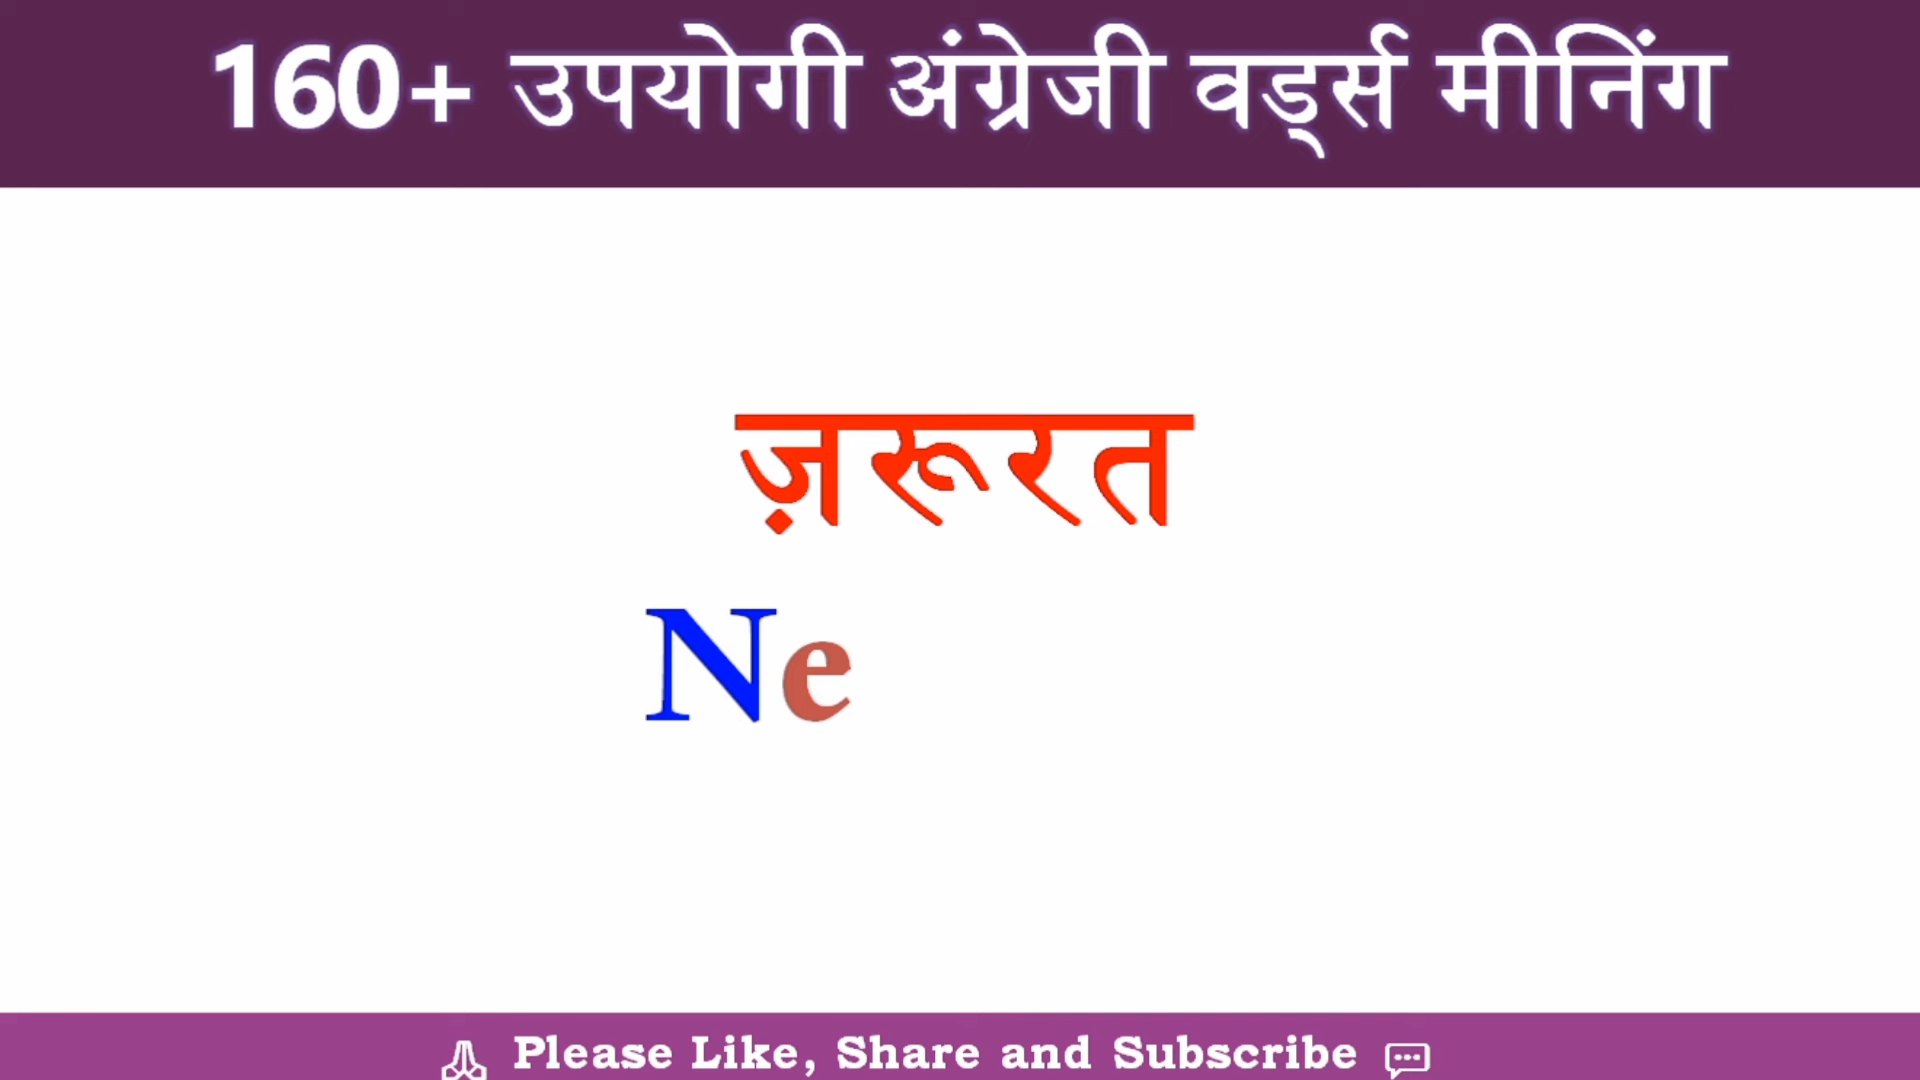 160+ उपयोगी अंग्रेजी वर्ड्स मीनिंग
ज़रूरत
Ne
Please Like, Share and Subscribe